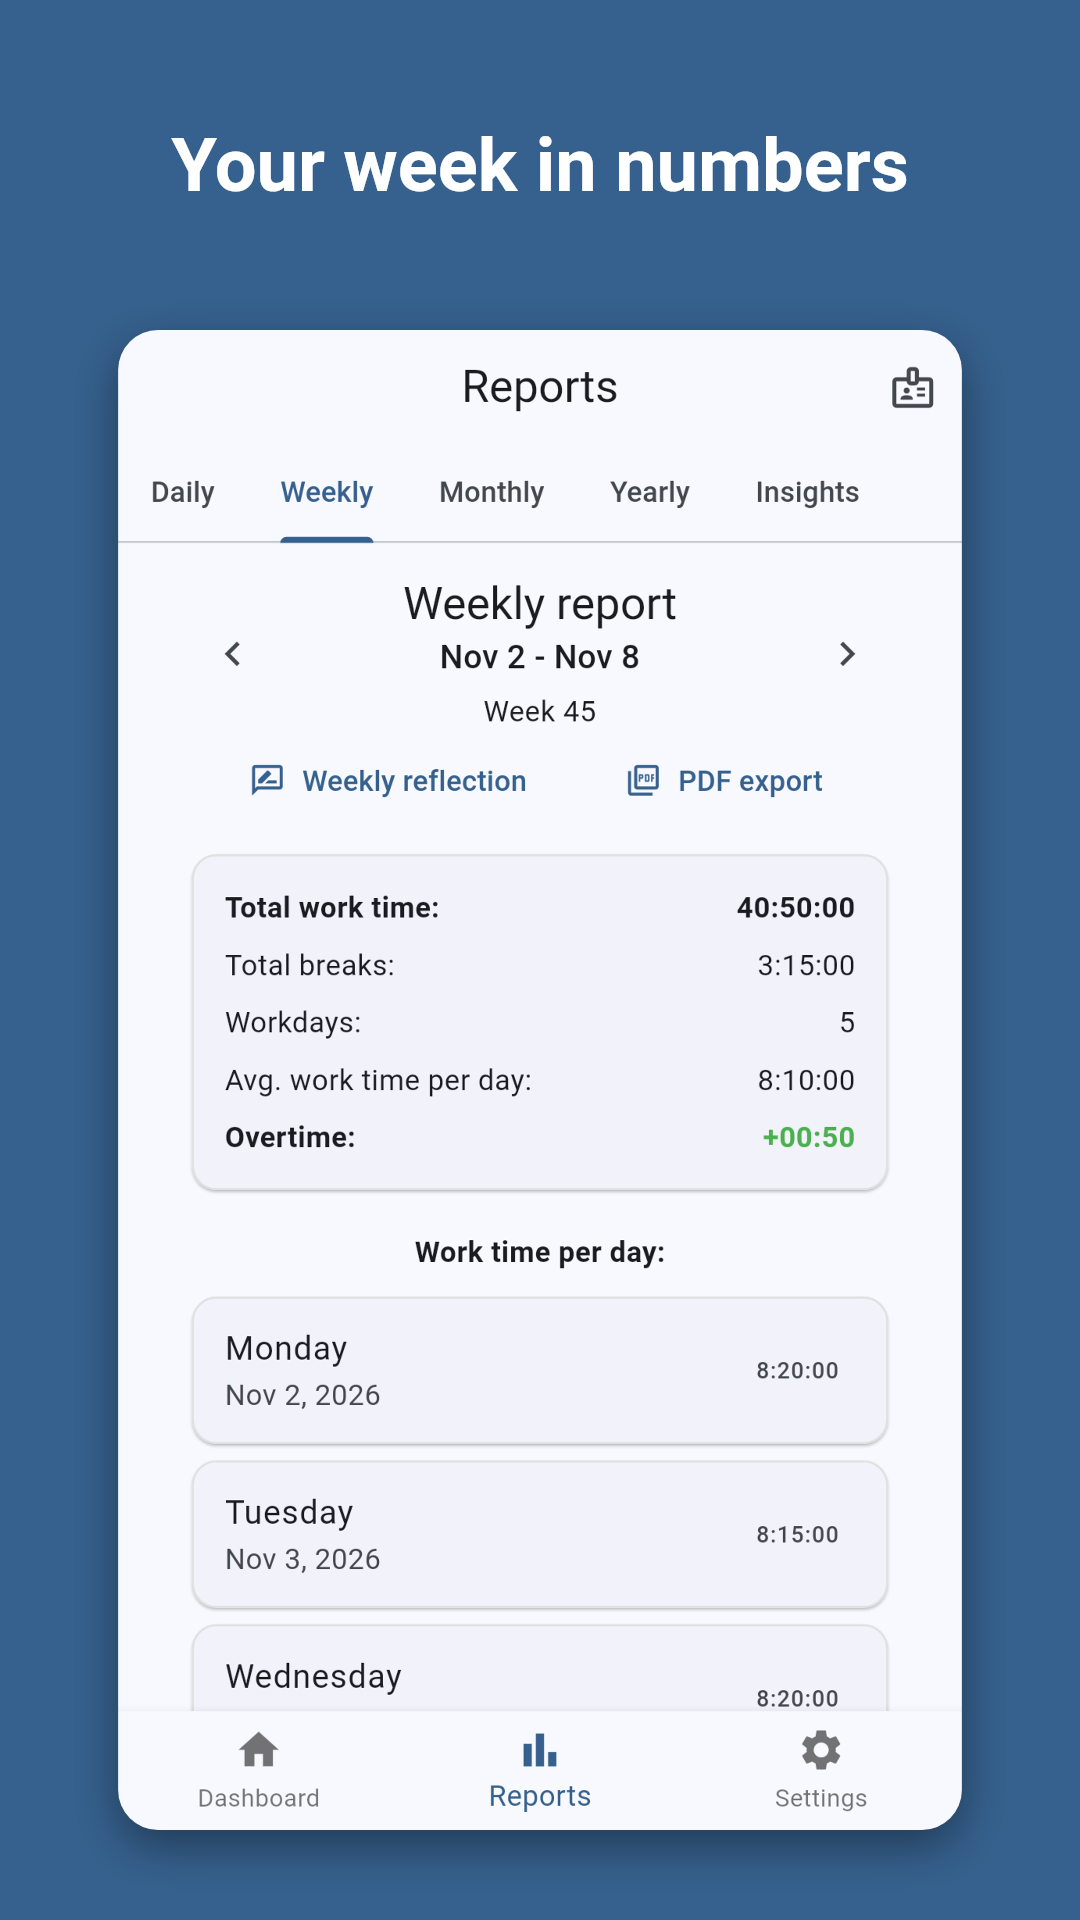 Your week in numbers
Reports
Daily Weekly Monthly Yearly Insights
Weekly report
Nov 2 - Nov 8
Week 45
Weekly reflection PDF export
Total work time: 40:50:00
Total breaks: 3:15:00
Workdays: 5
Avg. work time per day: 8:10:00
Overtime: +00:50
Work time per day:
Monday
8:20:00
Nov 2, 2026
Tuesday
8:15:00
Nov 3, 2026
Wednesday
8:20:00
Dashboard Reports Settings